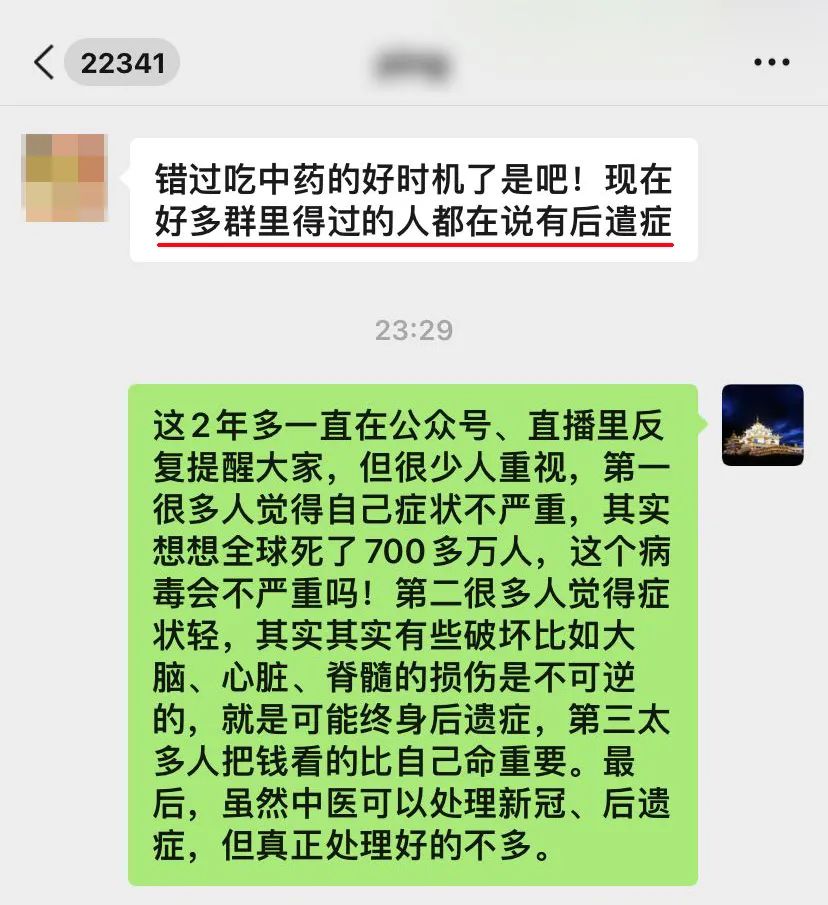 22341
错过吃中药的好时机了是吧！现在
好多群里得过的人都在说有后遗症
23:29
这2年多一直在公众号、直播里反
复提醒大家，但很少人重视，第一
很多人觉得自己症状不严重，其实
想想全球死了700多万人，这个病
毒会不严重吗！第二很多人觉得症
状轻，其实其实有些破坏比如大
脑、心脏、脊髓的损伤是不可逆
的，就是可能终身后遗症，第三太
多人把钱看的比自己命重要。最
后，虽然中医可以处理新冠、后遗
症，但真正处理好的不多。